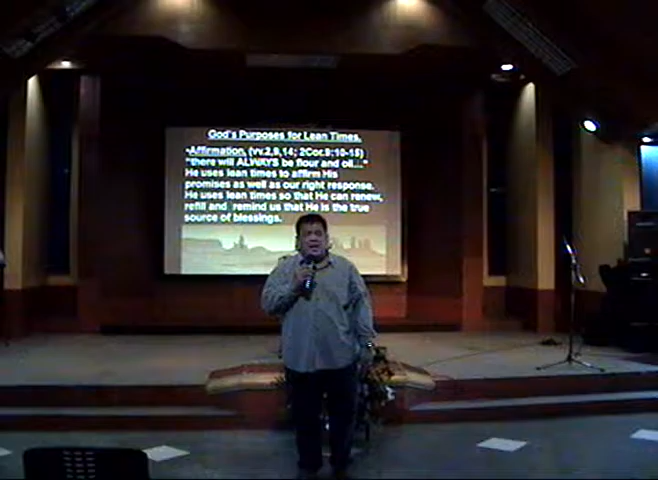 God's Purposes for Lean Times.
•Affirmation. (vv.2,9,14; 2Cor.9:10-15)
"there will ALWAYS be flour and oil..."
He uses lean times to affirm His
promises as well as our right response.
He uses lean times so that He can renew,
refill and remind us that He is the true
source of blessings.